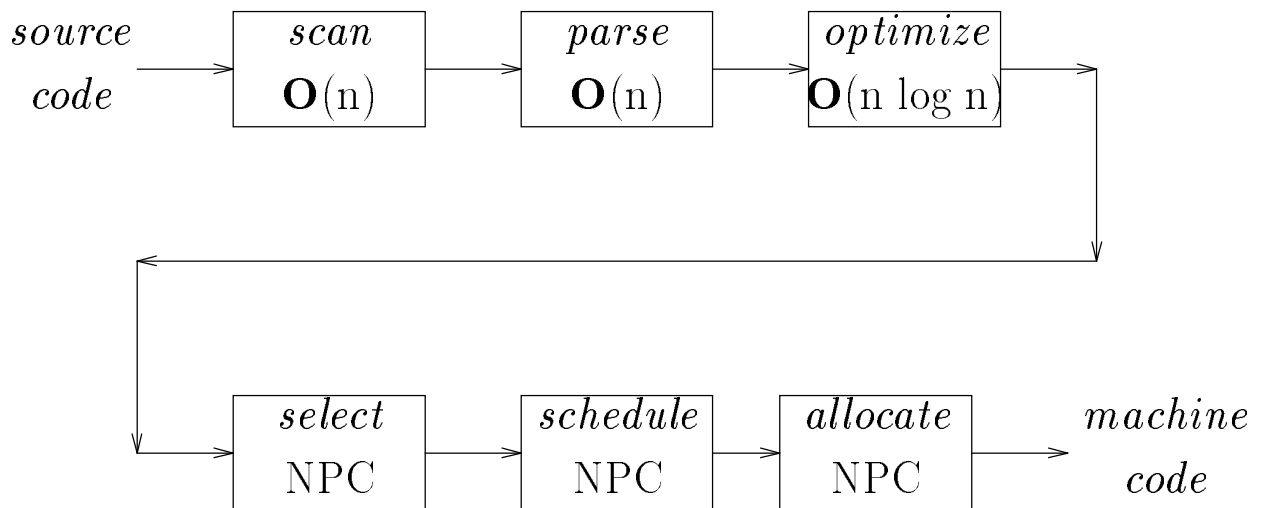 source
code
scan
O(n)
parse
O(n)
optimize
O(n log n)
select
NPC
schedule
NPC
allocate
NPC
machine
code